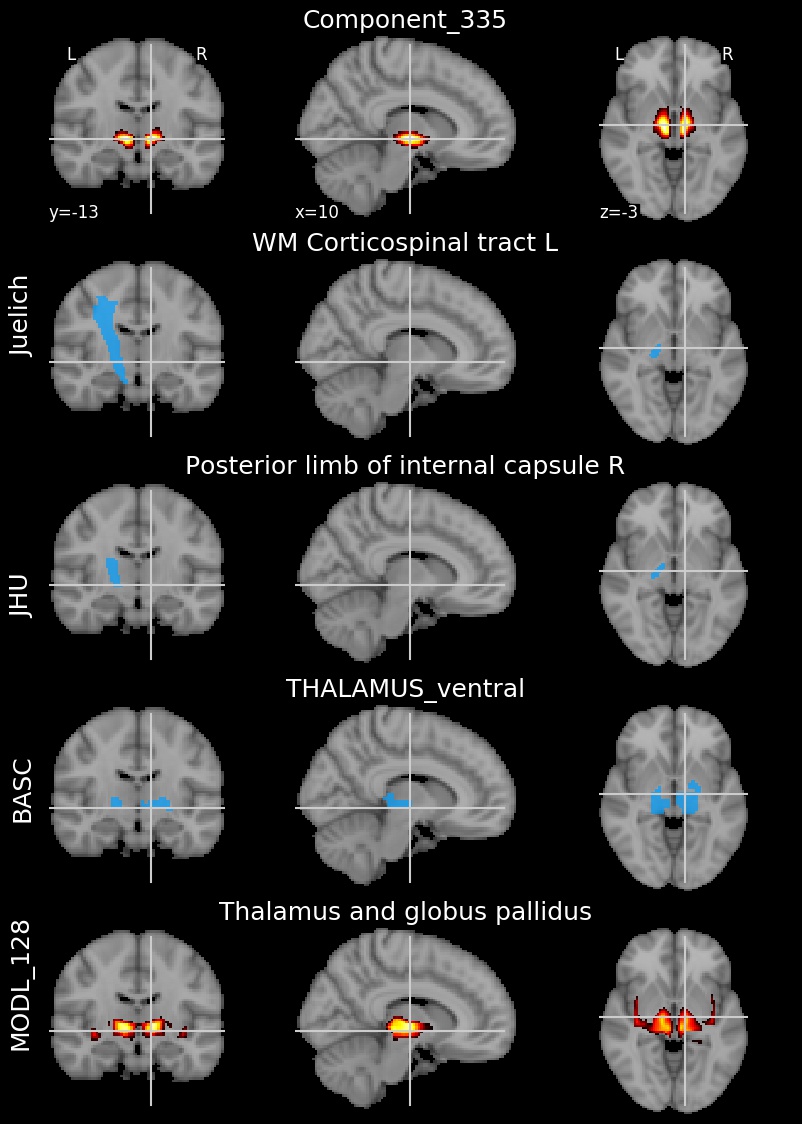 Component_335
L R L R
y=-13 x=10 z=-3
WM Corticospinal tract L
Juelich
Posterior limb of internal capsule R
JHU
THALAMUS_ventral
BASC
Thalamus and globus pallidus
MODL_128